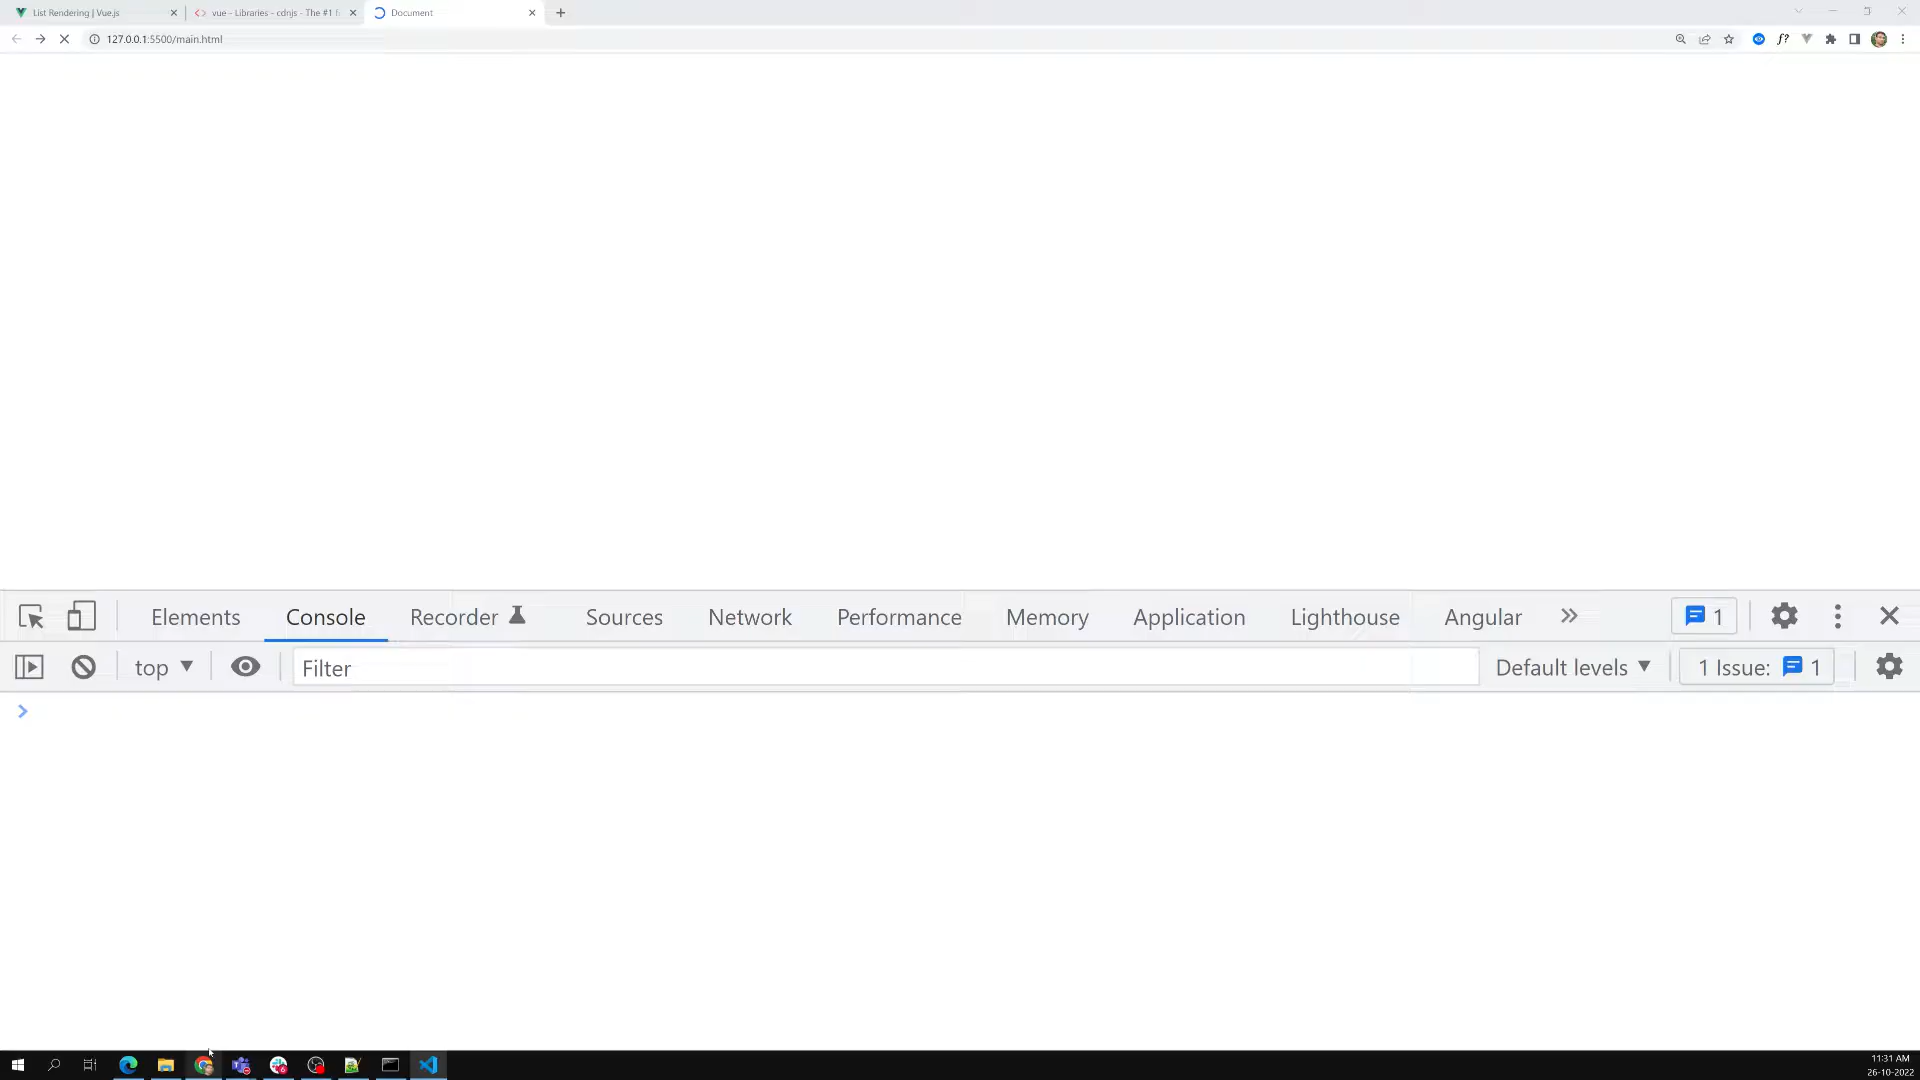 List Rendering | Vue.js
vue - Libraries - cdnjs - The #1 f
Document
127.0.0.1:5500/main.html
f?
Elements
Console
Recorder
Sources
Network
Performance
Memory
Application
Lighthouse
Angular
1
top
Filter
Default levels
1 Issue:
1
11:31 AM
26-10-2022